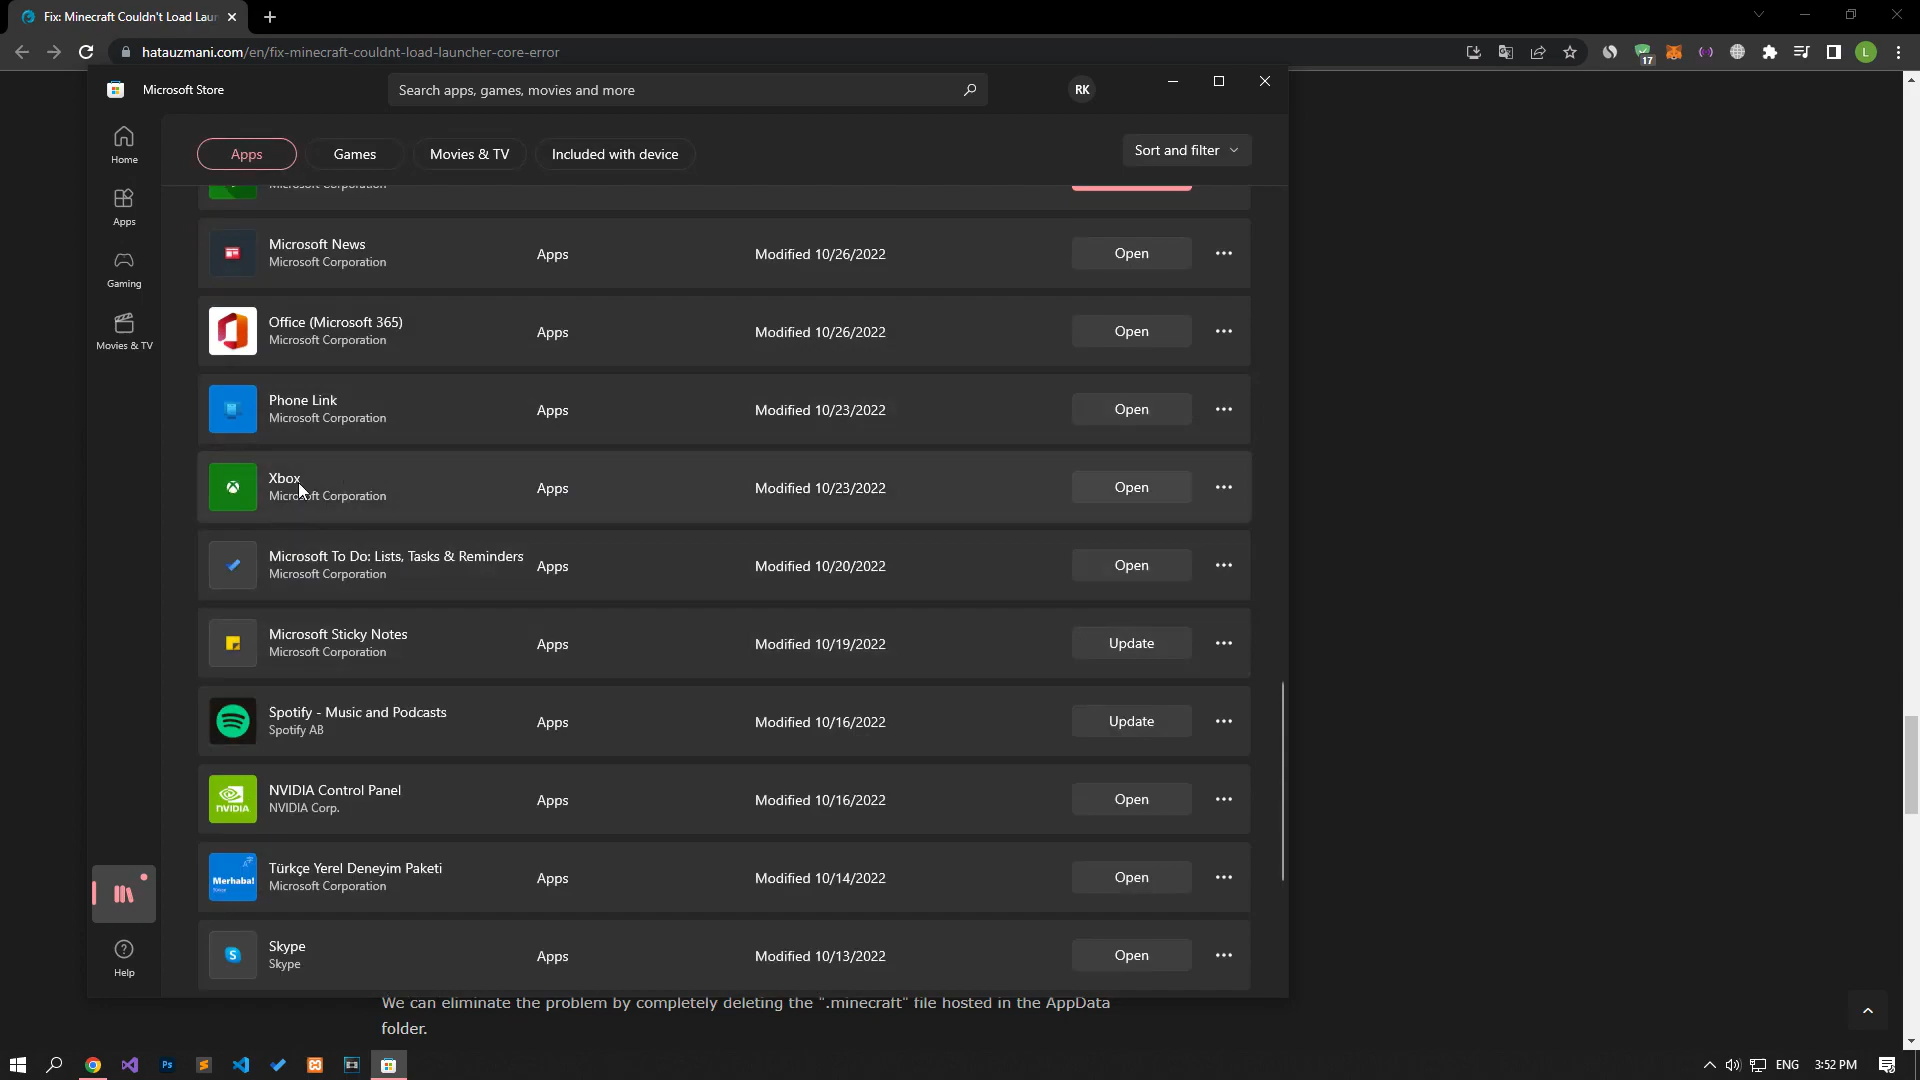 Fix: Minecraft Couldn't Load Laun
hatauzmani.com/en/fix-minecraft-couldnt-load-launcher-core-error
17
L
Microsoft Store
Search apps, games, movies and more
RK
Home
Apps
Gaming
Movies & TV
Help
Apps
Games
Movies & TV
Included with device
Sort and filter
Microsoft Corporation
Microsoft News
Microsoft Corporation
Apps
Modified 10/26/2022
Open
Office (Microsoft 365)
Microsoft Corporation
Apps
Modified 10/26/2022
Open
Phone Link
Microsoft Corporation
Apps
Modified 10/23/2022
Open
Xbox
Microsoft Corporation
Apps
Modified 10/23/2022
Open
Microsoft To Do: Lists, Tasks & Reminders
Microsoft Corporation
Apps
Modified 10/20/2022
Open
Microsoft Sticky Notes
Microsoft Corporation
Apps
Modified 10/19/2022
Update
Spotify - Music and Podcasts
Spotify AB
Apps
Modified 10/16/2022
Update
NVIDIA
NVIDIA Control Panel
NVIDIA Corp.
Apps
Modified 10/16/2022
Open
Merhaba!
Türkçe Yerel Deneyim Paketi
Microsoft Corporation
Apps
Modified 10/14/2022
Open
Skype
Skype
Apps
Modified 10/13/2022
Open
We can eliminate the problem by completely deleting the ".minecraft" file hosted in the AppData
folder.
Ps
ENG
3:52 PM